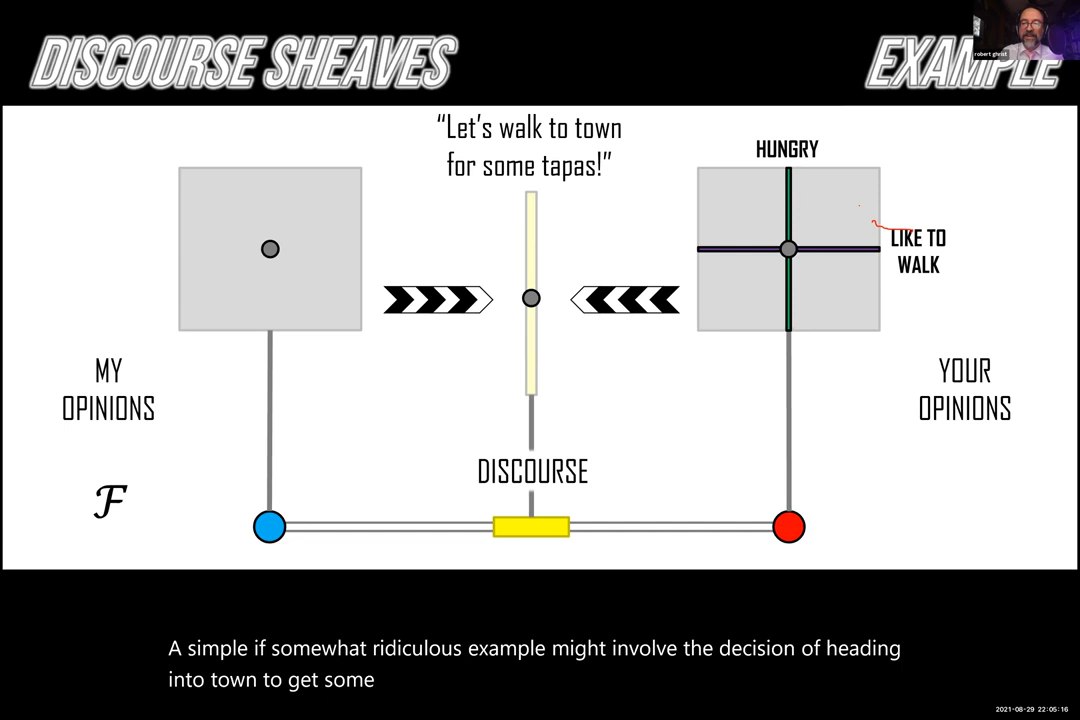 DISCOURSE SHEAVES
EXAMPLE
robert ghrist
“Let’s walk to town
for some tapas!”
HUNGRY
LIKE TO
WALK
MY
OPINIONS
YOUR
OPINIONS
DISCOURSE
ℱ
A simple if somewhat ridiculous example might involve the decision of heading
into town to get some
2021-08-29 22:05:16